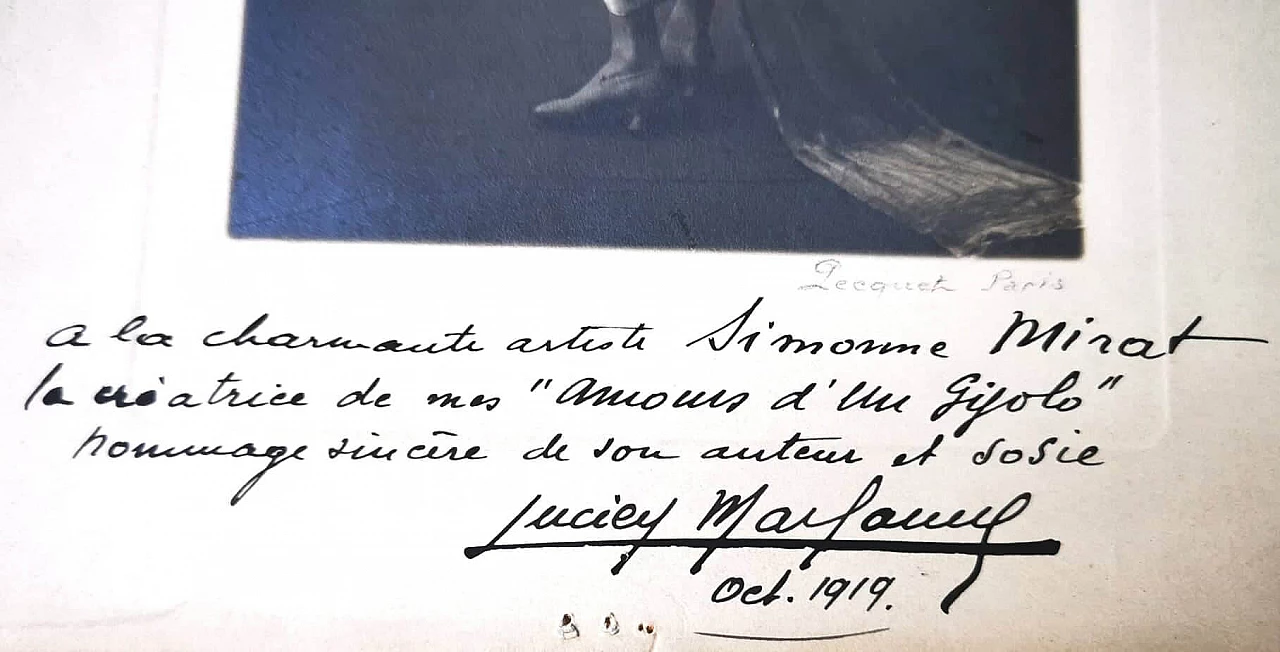 Pecquet Paris
a la charmante artiste Simonne Mirat
la créatrice de mes "Amours d'Un Gigolo"
hommage sincère de son auteur et sosie
Lucien
Oct. 1919.